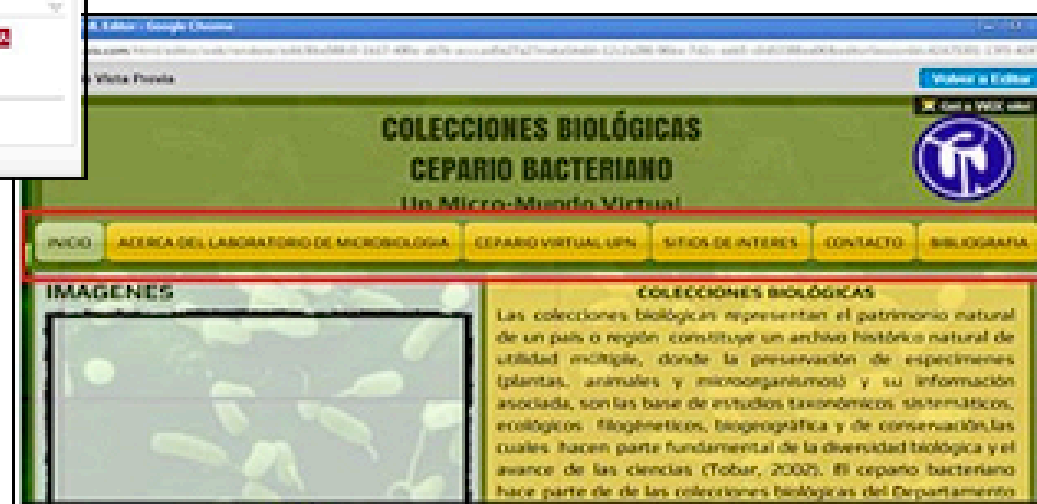 Editor - Google Chrome
Vista Previa
Volver a Editar
COLECCIONES BIOLÓGICAS
CEPARIO BACTERIANO
Un Micro-Mundo Virtual
INICIO
ACERCA DEL LABORATORIO DE MICROBIOLOGIA
CEPARIO VIRTUAL UPN
SITIOS DE INTERES
CONTACTO
BIBLIOGRAFIA
IMAGENES
COLECCIONES BIOLÓGICAS
Las colecciones biológicas representan el patrimonio natural
de un país o región constituye un archivo histórico natural de
utilidad múltiple, donde la preservación de especímenes
(plantas, animales y microorganismos) y su información
asociada, son las base de estudios taxonómicos sistemáticos,
ecológicos filogéneticos, biogeográfica y de conservación,las
cuales hacen parte fundamental de la diversidad biológica y el
avance de las ciencias (Tobar, 2002). El cepario bacteriano
hace parte de de las colecciones biológicas del Departamento